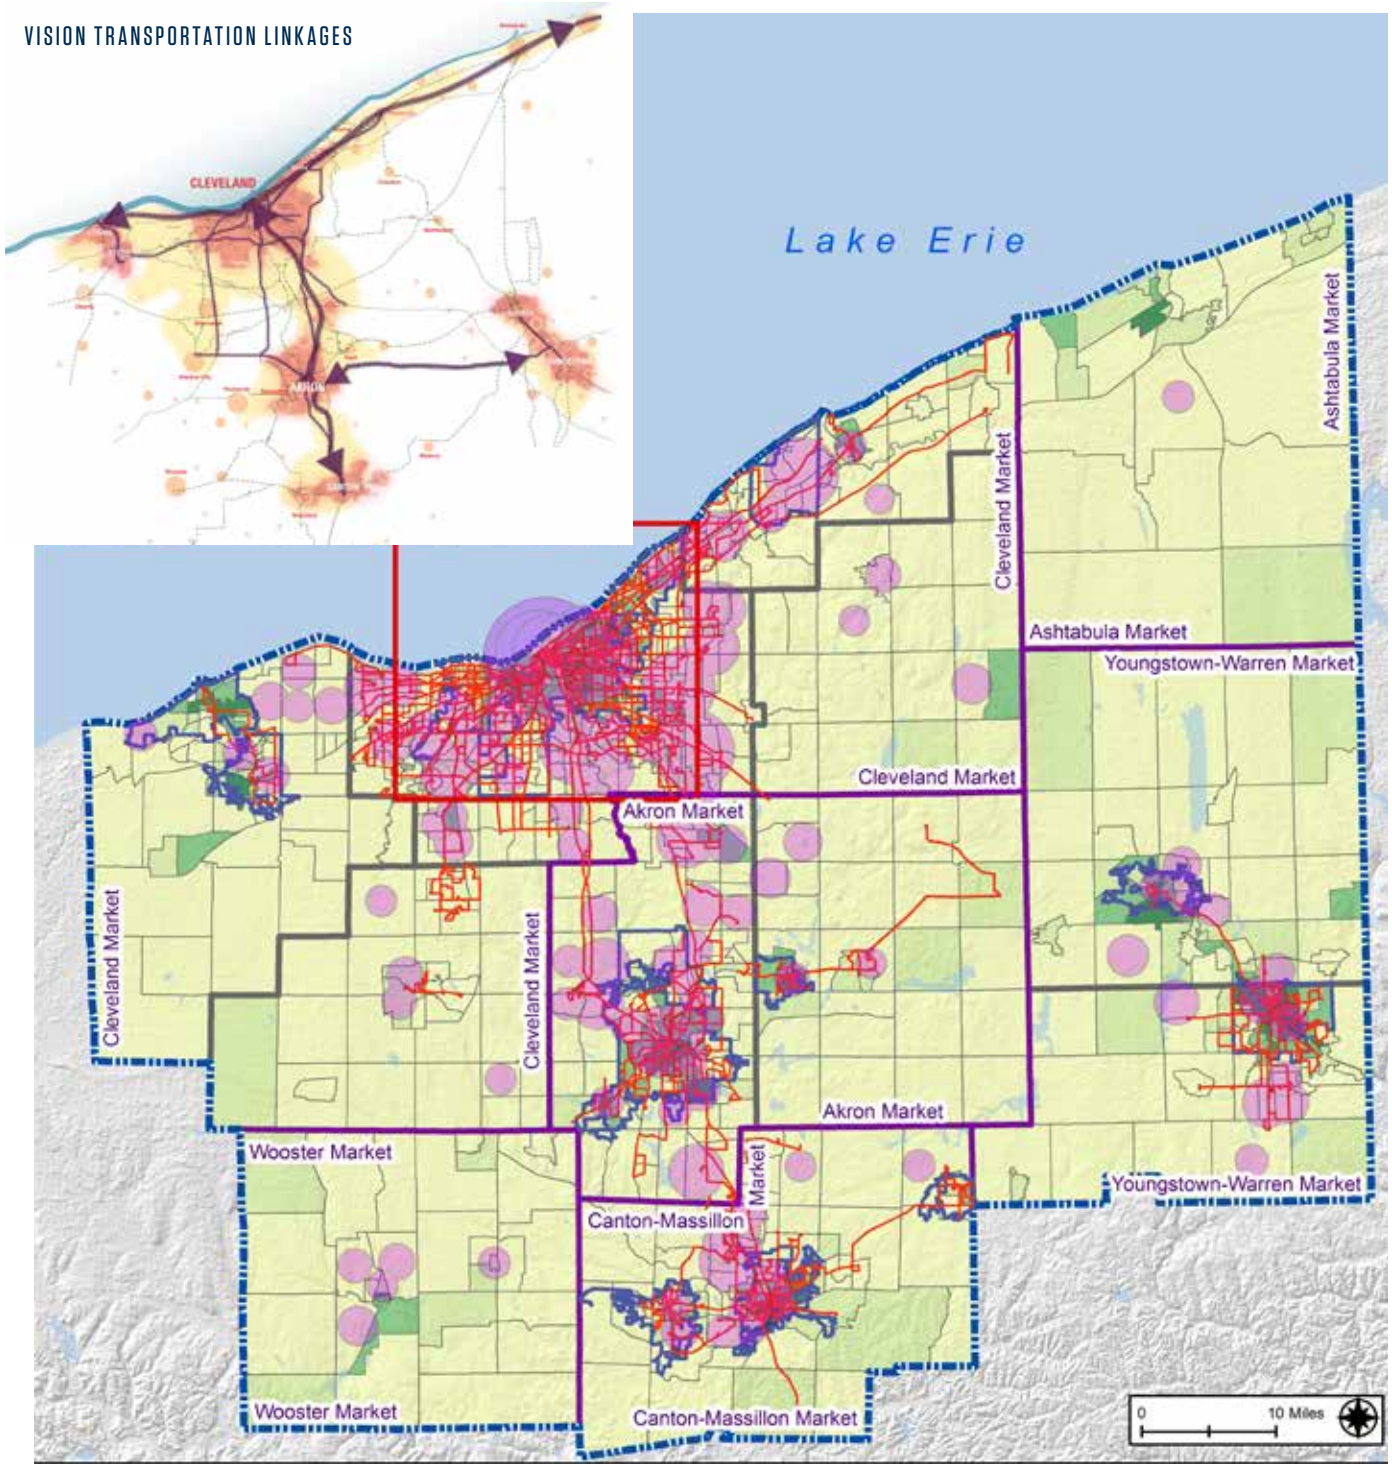 VISION TRANSPORTATION LINKAGES
CLEVELAND
AKRON
Lake Erie
Ashtabula Market
Cleveland Market
Ashtabula Market
Youngstown-Warren Market
Cleveland Market
Akron Market
Cleveland Market
Cleveland Market
Akron Market
Wooster Market
Market
Youngstown-Warren Market
Canton-Massillon
Wooster Market
Canton-Massillon Market
0 10 Miles